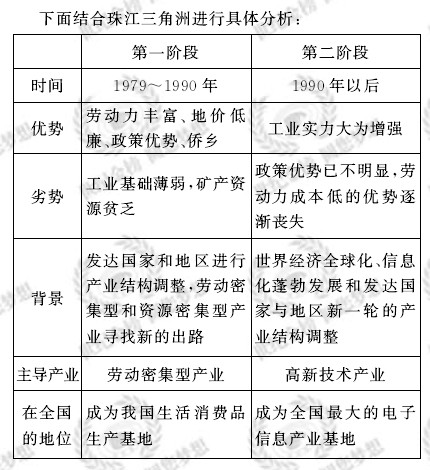 下面结合珠江三角洲进行具体分析:
第一阶段 第二阶段
时间 1979～1990 年 1990 年以后
优势 劳动力丰富、地价低
廉、政策优势、侨乡 工业实力大为增强
劣势 工业基础薄弱,矿产资
源贫乏 政策优势已不明显,劳
动力成本低的优势逐
渐丧失
背景 发达国家和地区进行
产业结构调整,劳动密
集型和资源密集型产
业寻找新的出路 世界经济全球化、信息
化蓬勃发展和发达国
家与地区新一轮的产
业结构调整
主导产业 劳动密集型产业 高新技术产业
在全国
的地位 成为我国生活消费品
生产基地 成为全国最大的电子
信息产业基地